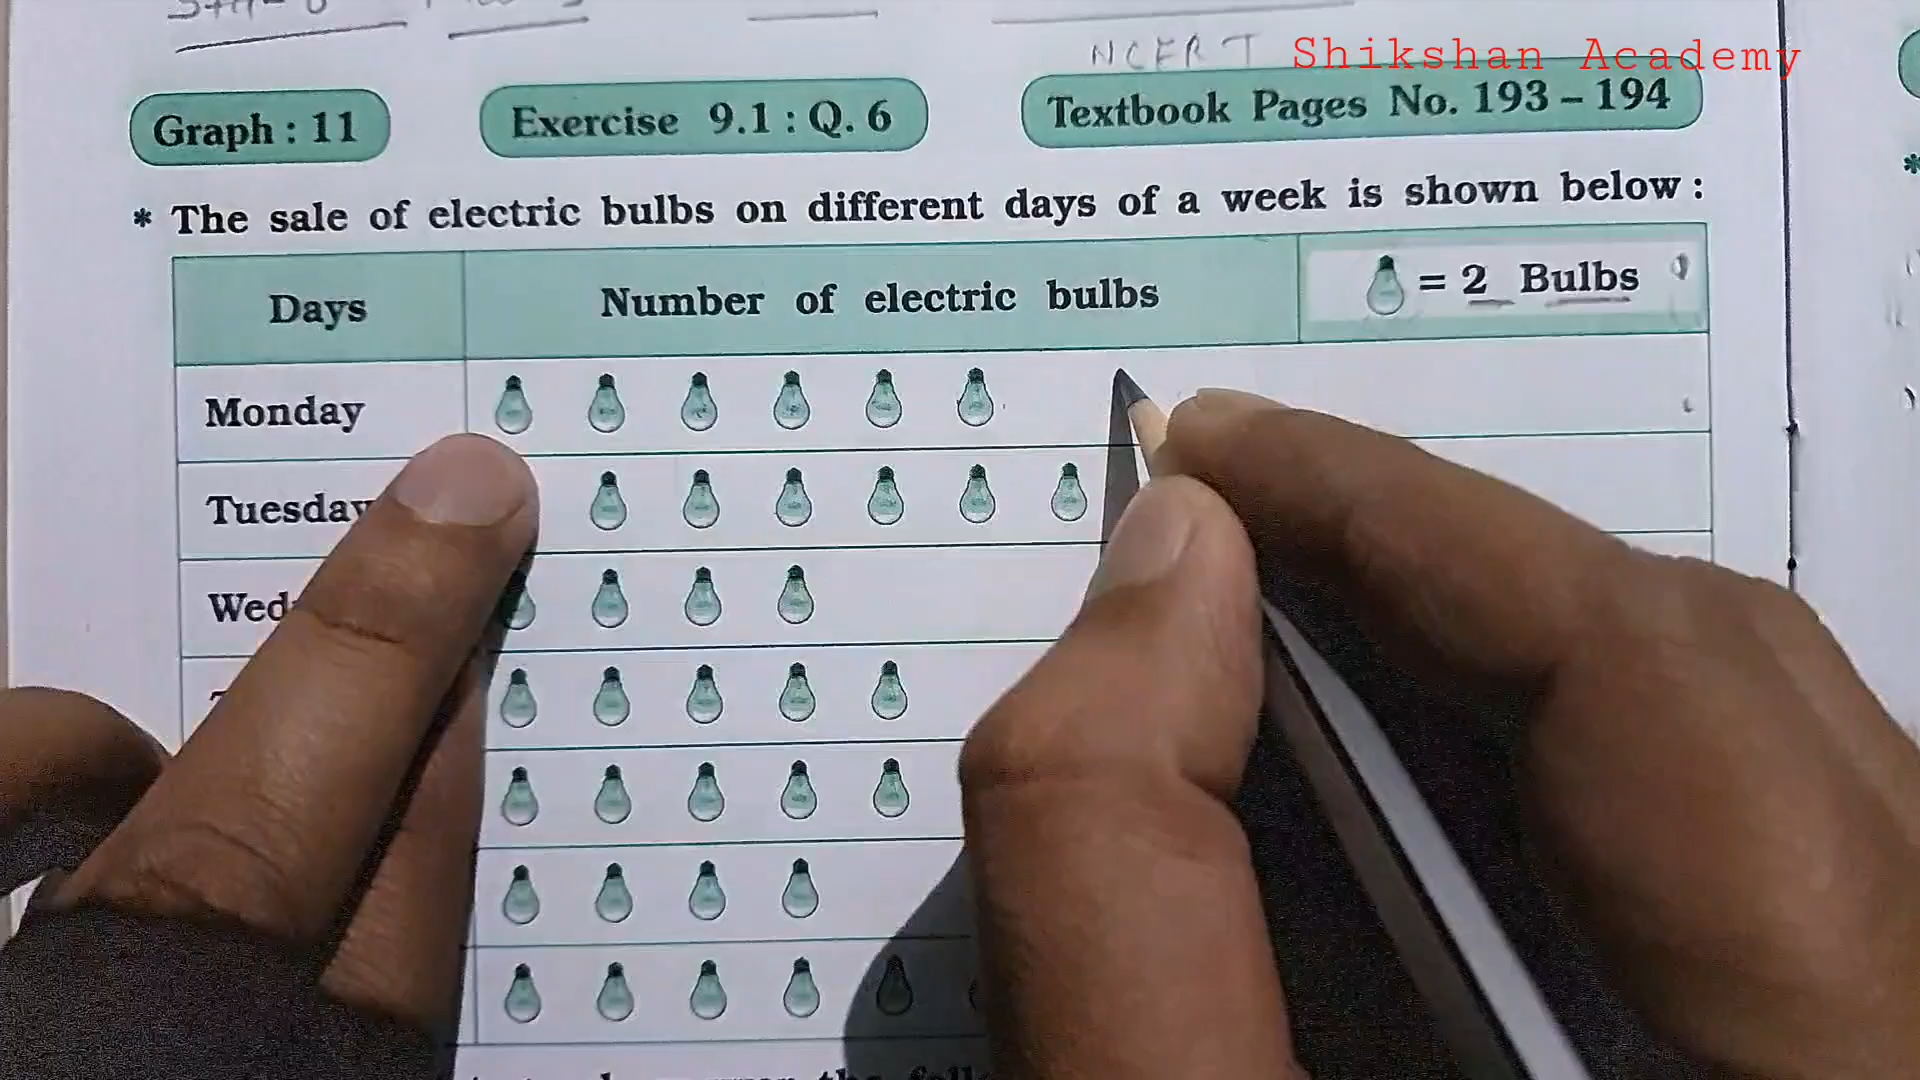 NCERT Shikshan Academy
Graph : 11 Exercise 9.1 : Q. 6 Textbook Pages No. 193 – 194
* The sale of electric bulbs on different days of a week is shown below :
Days Number of electric bulbs = 2 Bulbs
Monday
Tuesday
Wed